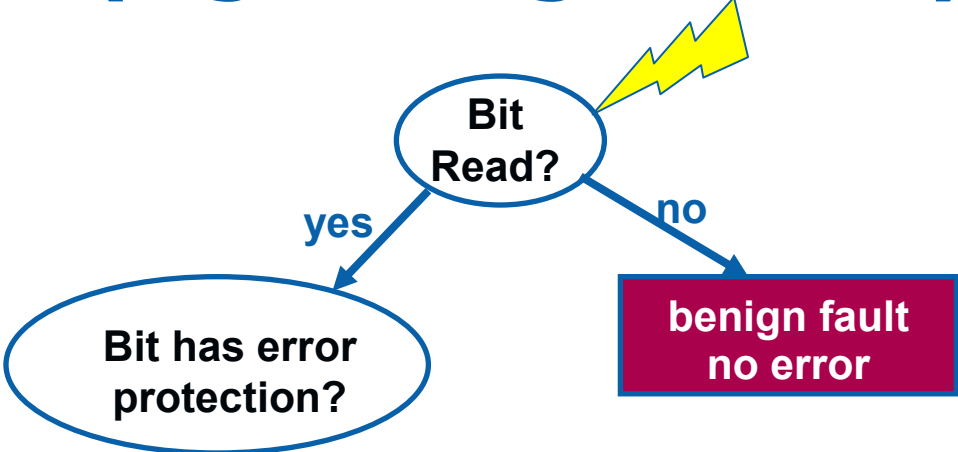 Bit
Read?
yes
no
Bit has error
protection?
benign fault
no error